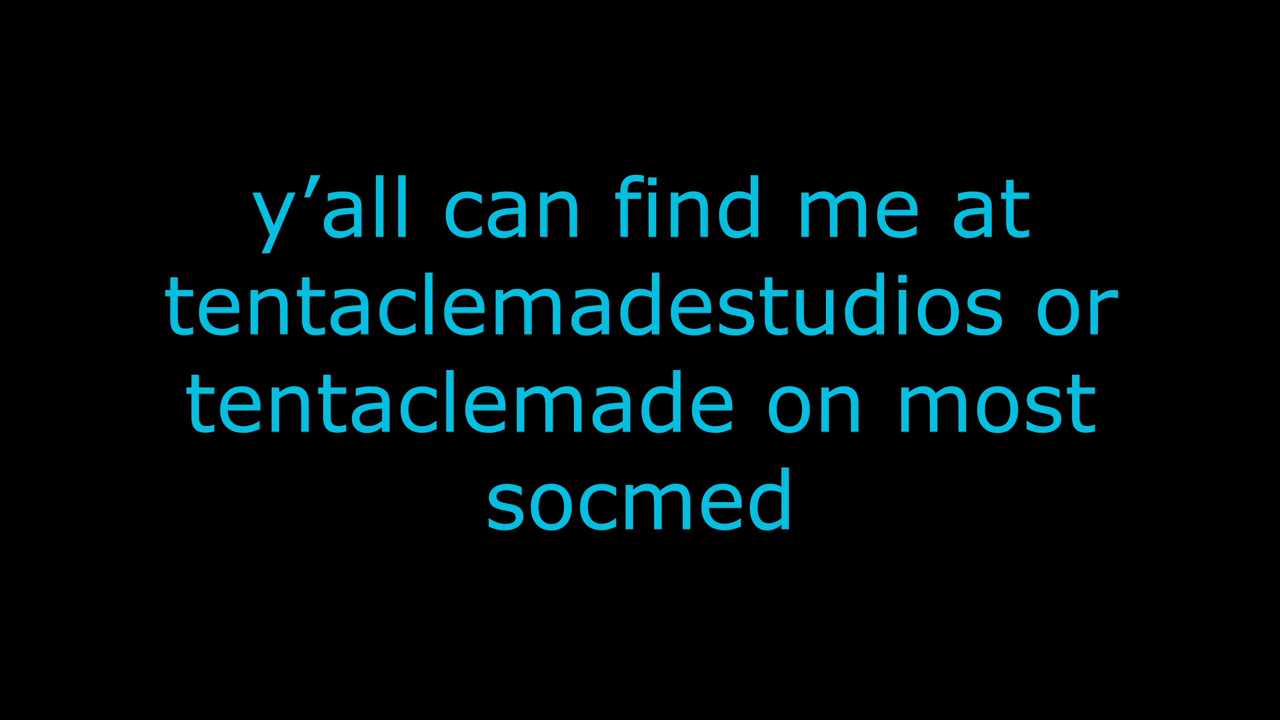 y’all can find me at
tentaclemadestudios or
tentaclemade on most
socmed